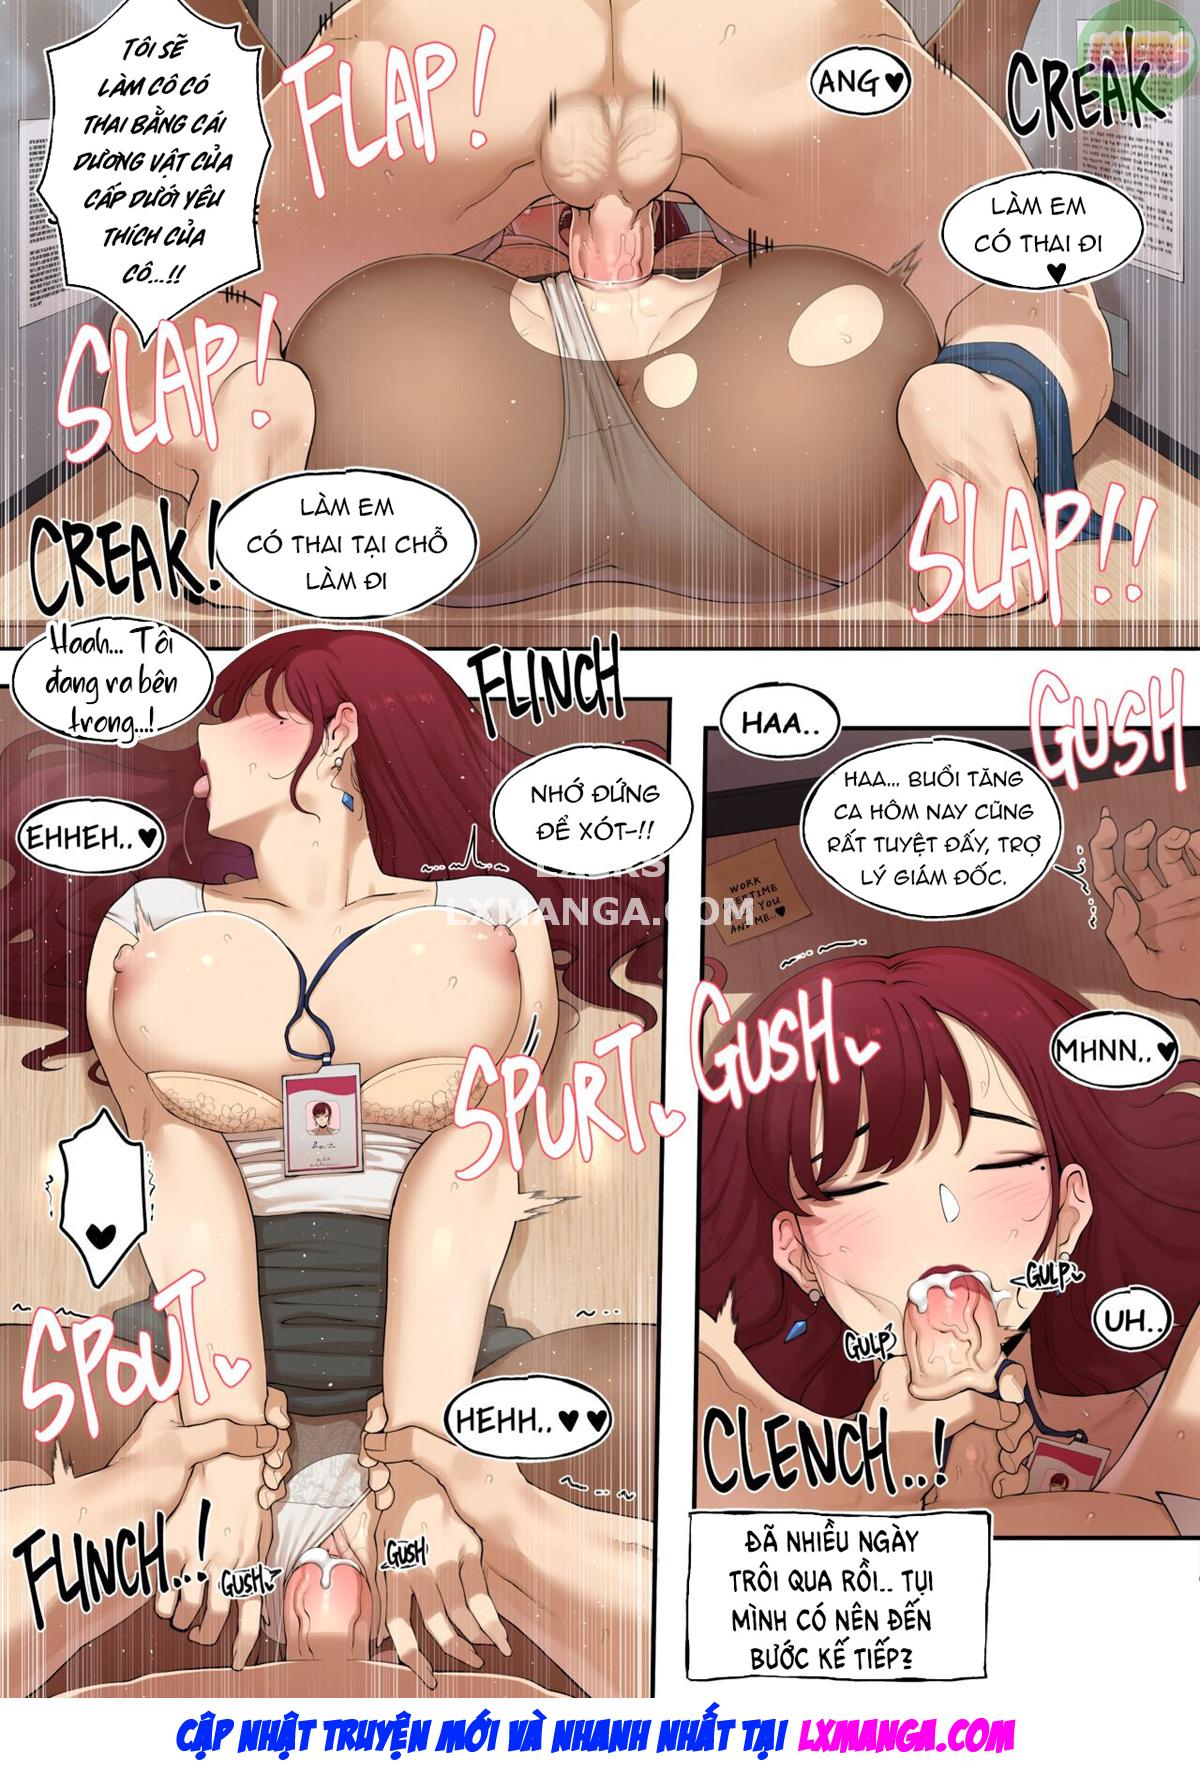 TÔI SẼ
LÀM CÔ CÓ
THAI BẰNG CÁI
DƯƠNG VẬT CỦA
CẤP DƯỚI YÊU
THÍCH CỦA
CÔ...!!
FLAP!
ANG♥
CREAK
LÀM EM
CÓ THAI ĐI
♥
SLAP!
SLAP!!
CREAK!
LÀM EM
CÓ THAI TẠI CHỖ
LÀM ĐI
Haah... Tôi
đang ra bên
trong..!
FLINCH
EHHEH..♥
NHỚ ĐỨNG
ĐỂ XÓT-!!
HAA..
GUSH
HAA... BUỔI TĂNG
CA HÔM NAY CŨNG
RẤT TUYỆT ĐẤY, TRỢ
LÝ GIÁM ĐỐC.
WORK
AND ME..♥
LXMANGA.COM
SPURT♥
GUSH♥
MHNN..♥
♥
SPOUT♥
GULP
GULP
UH..
HEHH..♥♥
CLENCH..!
FLINCH..!
GUSH
GUSH
ĐÃ NHIỀU NGÀY
TRÔI QUA RỒI.. TỤI
MÌNH CÓ NÊN ĐẾN
BƯỚC KẾ TIẾP?
CẬP NHẬT TRUYỆN MỚI VÀ NHANH NHẤT TẠI LXMANGA.COM